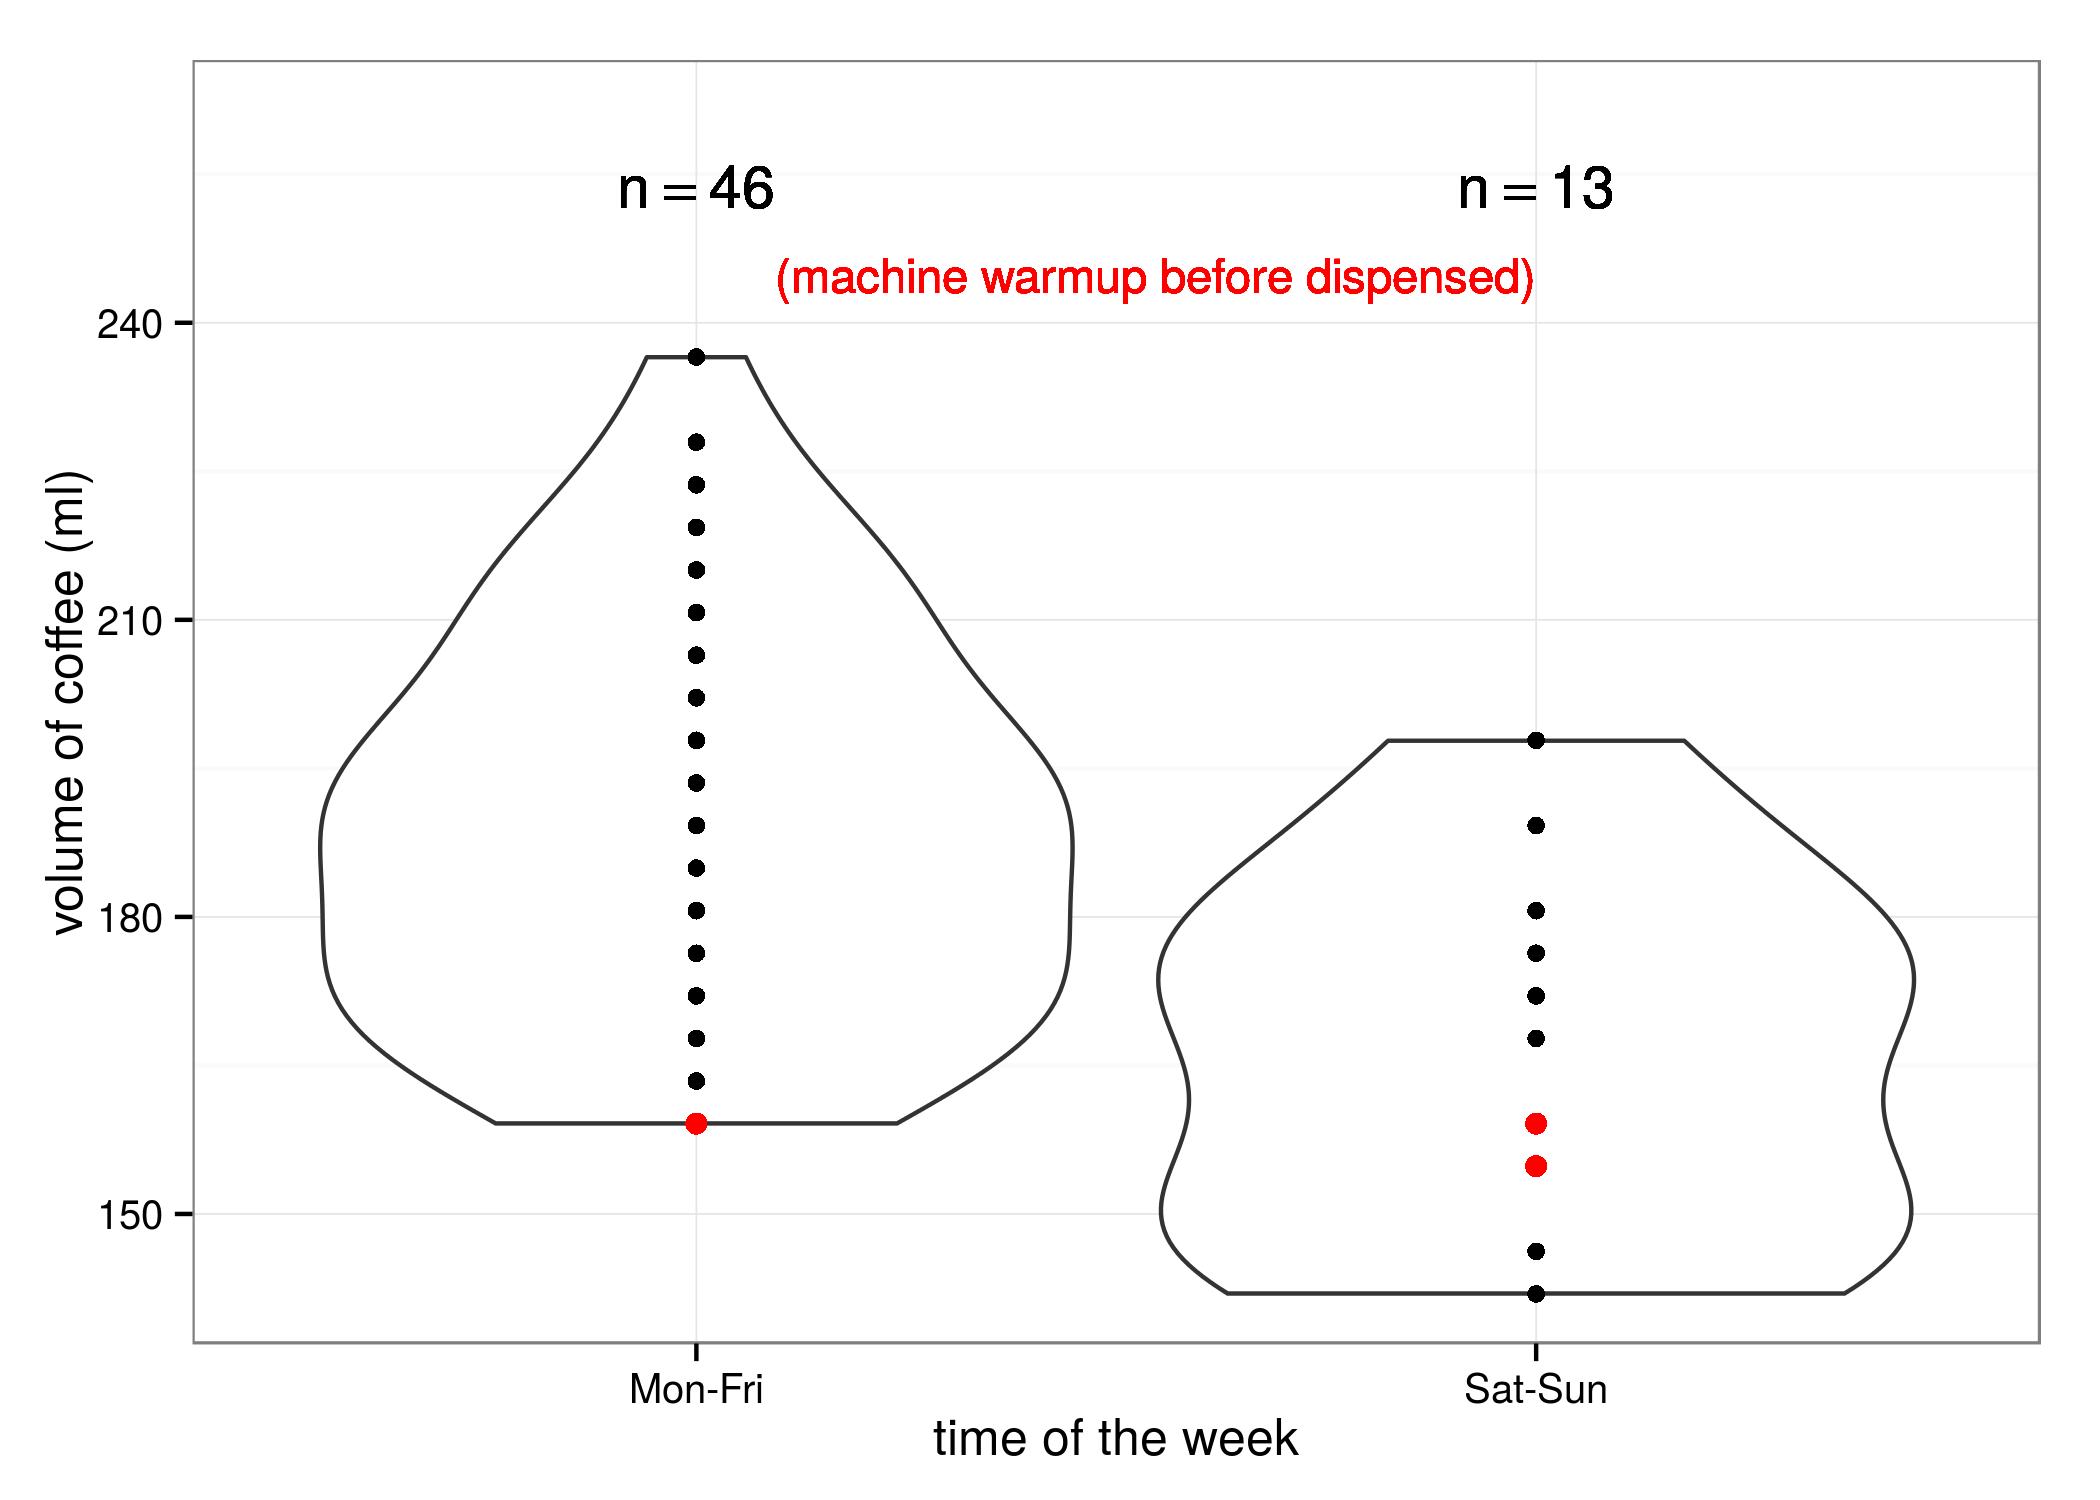 n = 46
n = 13
(machine warmup before dispensed)
240
210
180
150
volume of coffee (ml)
Mon-Fri
Sat-Sun
time of the week